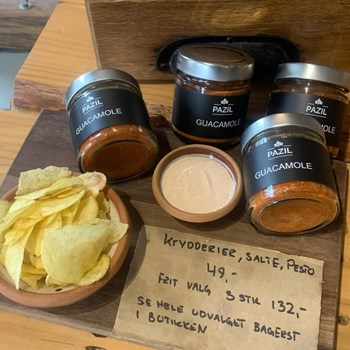 PAZIL
GUACAMOLE
PAZIL
GUACAMOLE
PAZIL
PAZIL
GUACAMOLE
KRYDDERIER, SALTE, PESTO
49,-
FRIT VALG 3 STK 132,-
SE HELE UDVALGET BAGERST
I BUTIKKEN